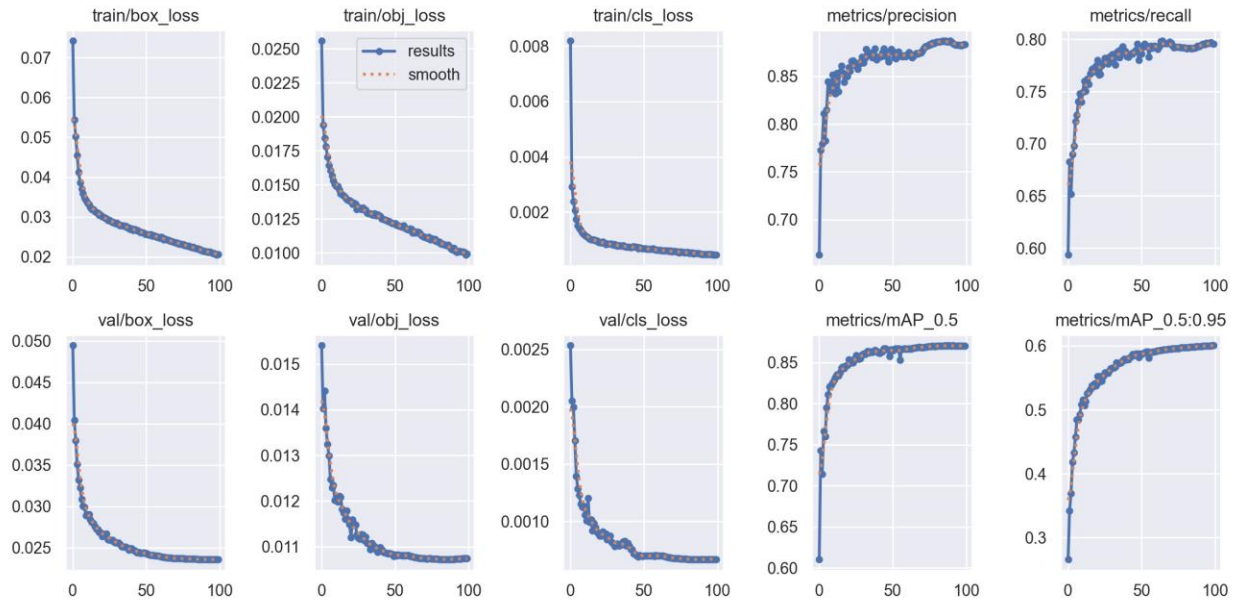 train/box_loss
train/obj_loss
train/cls_loss
metrics/precision
metrics/recall
0.07
0.06
0.05
0.04
0.03
0.02
0 50 100
0.0250
0.0225
0.0200
0.0175
0.0150
0.0125
0.0100
results
smooth
0 50 100
0.008
0.006
0.004
0.002
0 50 100
0.85
0.80
0.75
0.70
0 50 100
0.80
0.75
0.70
0.65
0.60
0 50 100
val/box_loss
val/obj_loss
val/cls_loss
metrics/mAP_0.5
metrics/mAP_0.5:0.95
0.050
0.045
0.040
0.035
0.030
0.025
0 50 100
0.015
0.014
0.013
0.012
0.011
0 50 100
0.0025
0.0020
0.0015
0.0010
0 50 100
0.85
0.80
0.75
0.70
0.65
0.60
0 50 100
0.6
0.5
0.4
0.3
0 50 100